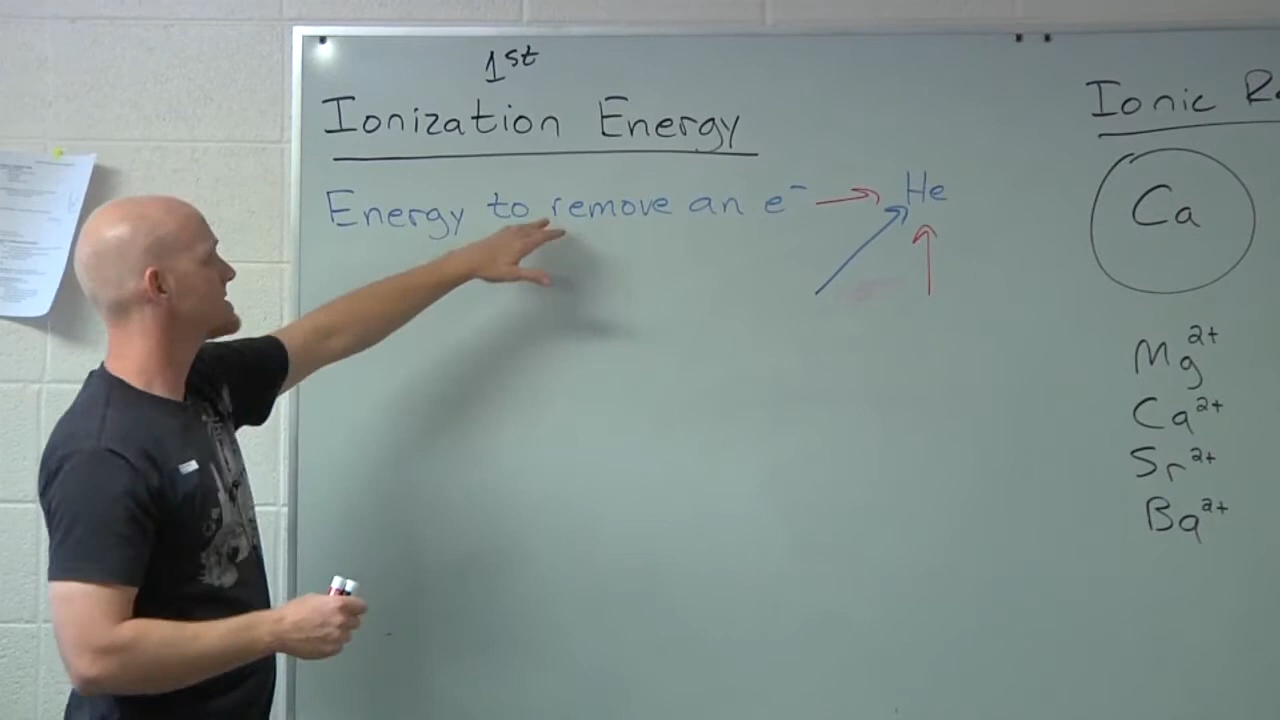 1st
Ionization Energy
Energy to remove an e⁻ → He
Ionic
Ca
Mg²⁺
Ca²⁺
Sr²⁺
Ba²⁺